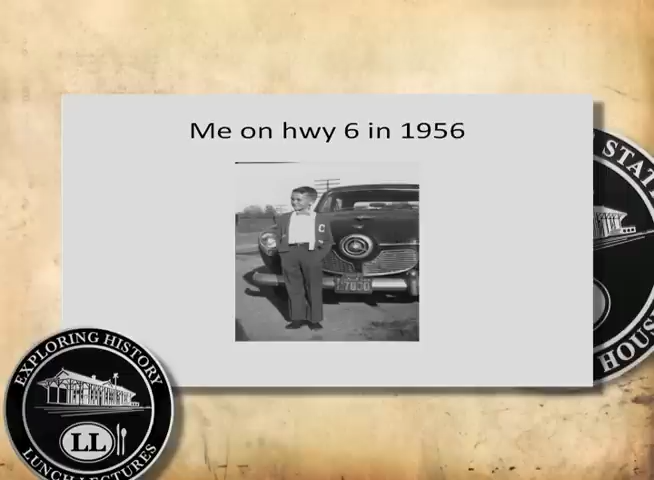 Me on hwy 6 in 1956
C
STAT
HOUS
EXPLORING HISTORY
LL
LUNCH LECTURES